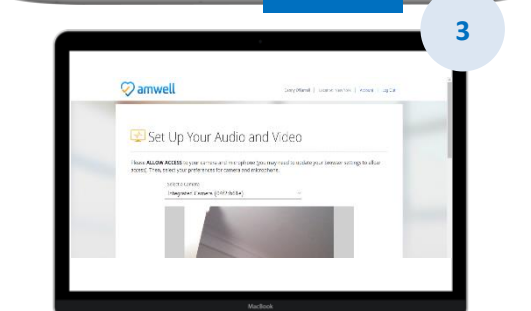 3
amwell
Set Up Your Audio and Video
Please ALLOW ACCESS to your camera and microphone (you may need to update your browser settings to allow
access). Then, select your preferences for camera and microphone.
Select a Camera
Integrated Camera
MacBook